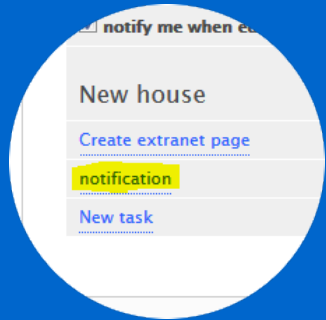 notify me when
New house
Create extranet page
notification
New task